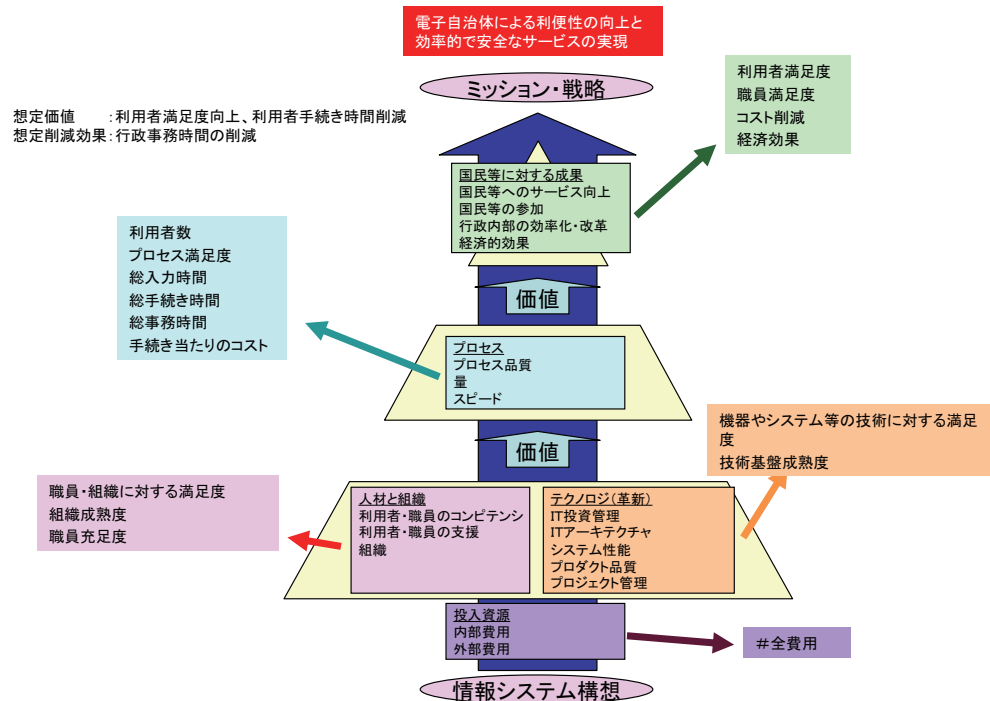 電子自治体による利便性の向上と
効率的で安全なサービスの実現
ミッション・戦略
想定価値　　：利用者満足度向上、利用者手続き時間削減
想定削減効果：行政事務時間の削減
利用者満足度
職員満足度
コスト削減
経済効果
国民等に対する成果
国民等へのサービス向上
国民等の参加
行政内部の効率化・改革
経済的効果
利用者数
プロセス満足度
総入力時間
総手続き時間
総事務時間
手続き当たりのコスト
価値
プロセス
プロセス品質
量
スピード
価値
機器やシステム等の技術に対する満足
度
技術基盤成熟度
職員・組織に対する満足度
組織成熟度
職員充足度
人材と組織
利用者・職員のコンピテンシ
利用者・職員の支援
組織
テクノロジ（革新）
IT投資管理
ITアーキテクチャ
システム性能
プロダクト品質
プロジェクト管理
投入資源
内部費用
外部費用
＃全費用
情報システム構想